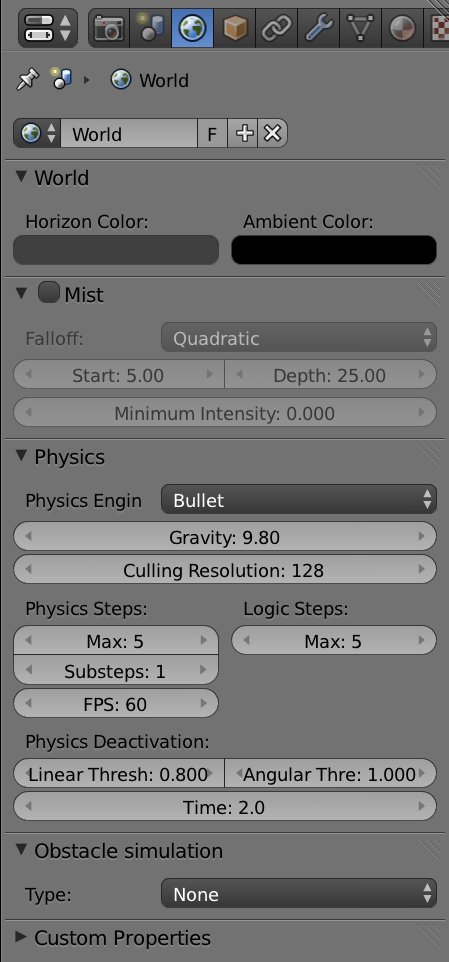 World
World F
World
Horizon Color: Ambient Color:
Mist
Falloff: Quadratic
Start: 5.00 Depth: 25.00
Minimum Intensity: 0.000
Physics
Physics Engin Bullet
Gravity: 9.80
Culling Resolution: 128
Physics Steps: Logic Steps:
Max: 5 Max: 5
Substeps: 1
FPS: 60
Physics Deactivation:
Linear Thresh: 0.800 Angular Thre: 1.000
Time: 2.0
Obstacle simulation
Type: None
Custom Properties